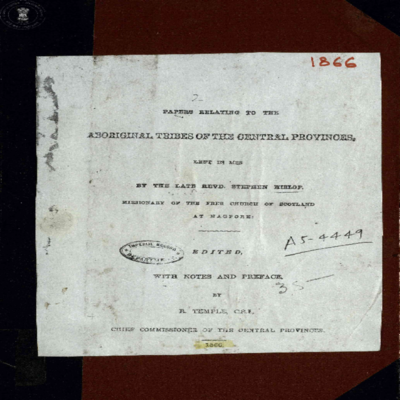 1866
PAPERS RELATING TO THE
ABORIGINAL TRIBES OF THE CENTRAL PROVINCES,
LEFT IN MSS
BY THE LATE REVD. STEPHEN HISLOP,
MISSIONARY OF THE FREE CHURCH OF SCOTLAND
AT NAGPORE:
EDITED,
A5-4449
WITH NOTES AND PREFACE,
35-
BY
R. TEMPLE, C.S.I.,
CHIEF COMMISSIONER OF THE CENTRAL PROVINCES.
1866.